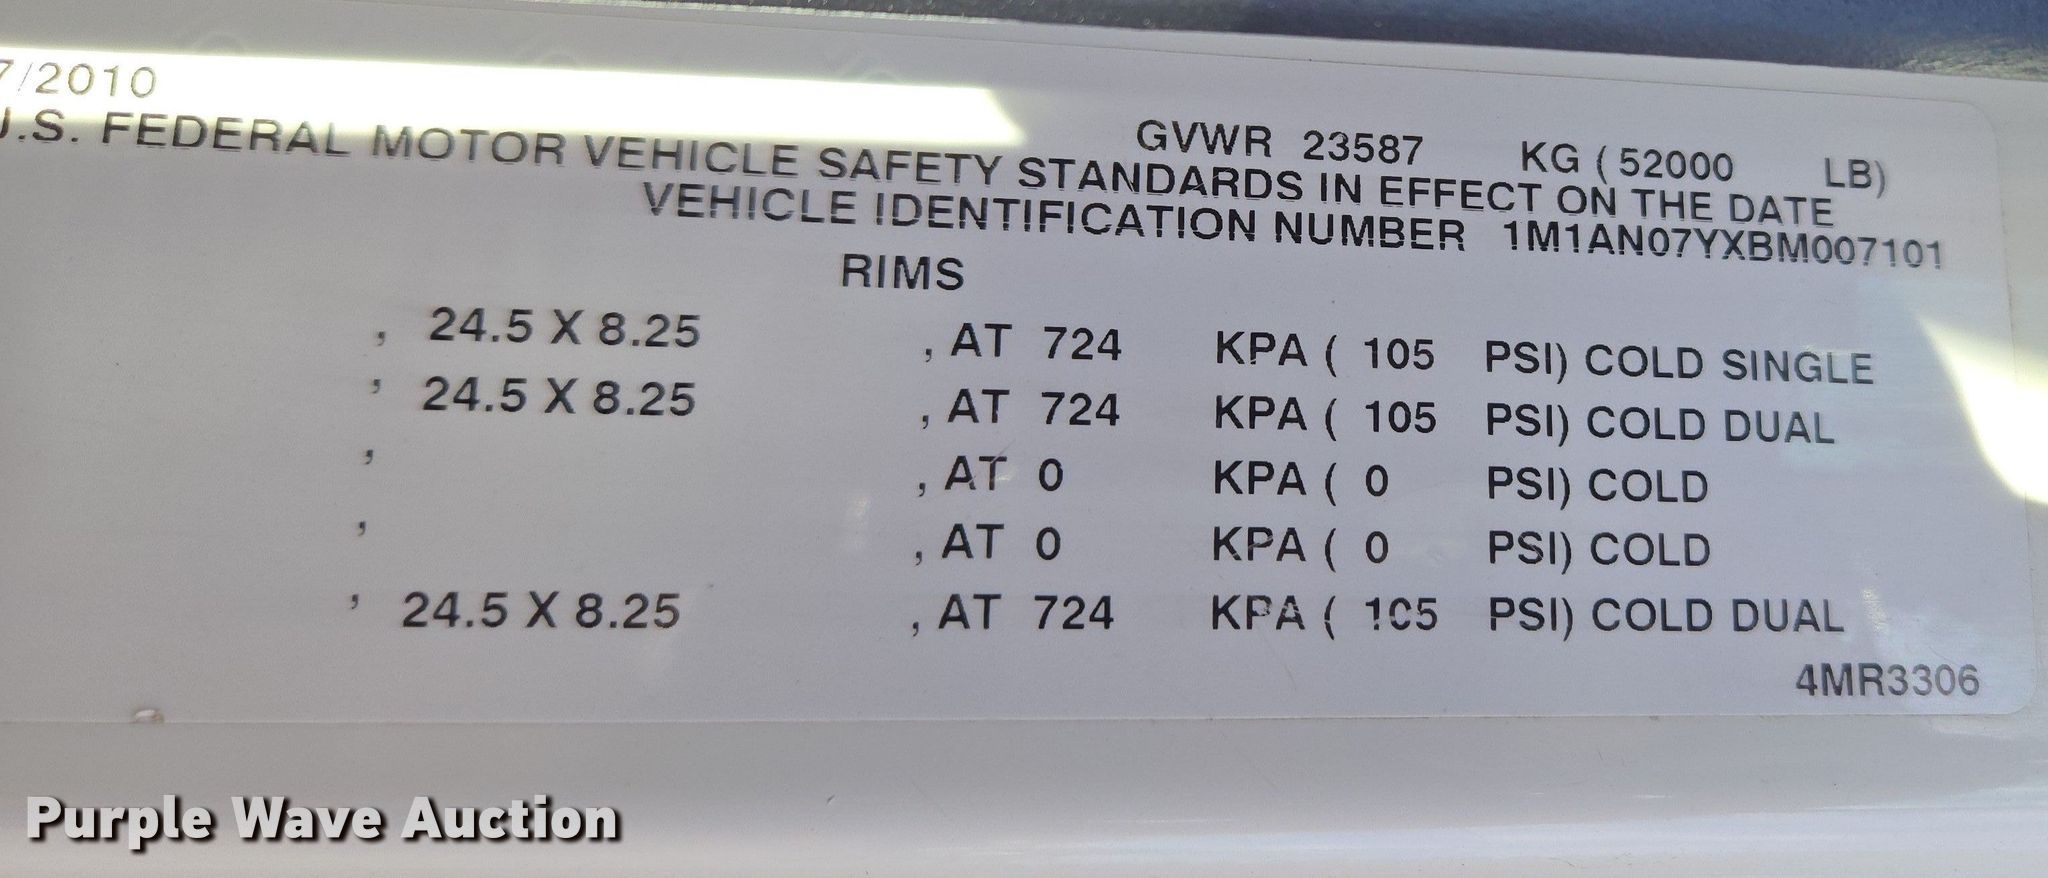 7/2010
GVWR 23587 KG ( 52000 LB)
U.S. FEDERAL MOTOR VEHICLE SAFETY STANDARDS IN EFFECT ON THE DATE
VEHICLE IDENTIFICATION NUMBER 1M1AN07YXBM007101
RIMS
, 24.5 X 8.25 , AT 724 KPA ( 105 PSI) COLD SINGLE
, 24.5 X 8.25 , AT 724 KPA ( 105 PSI) COLD DUAL
, , AT 0 KPA ( 0 PSI) COLD
, , AT 0 KPA ( 0 PSI) COLD
, 24.5 X 8.25 , AT 724 KPA ( 105 PSI) COLD DUAL
4MR3306
Purple Wave Auction